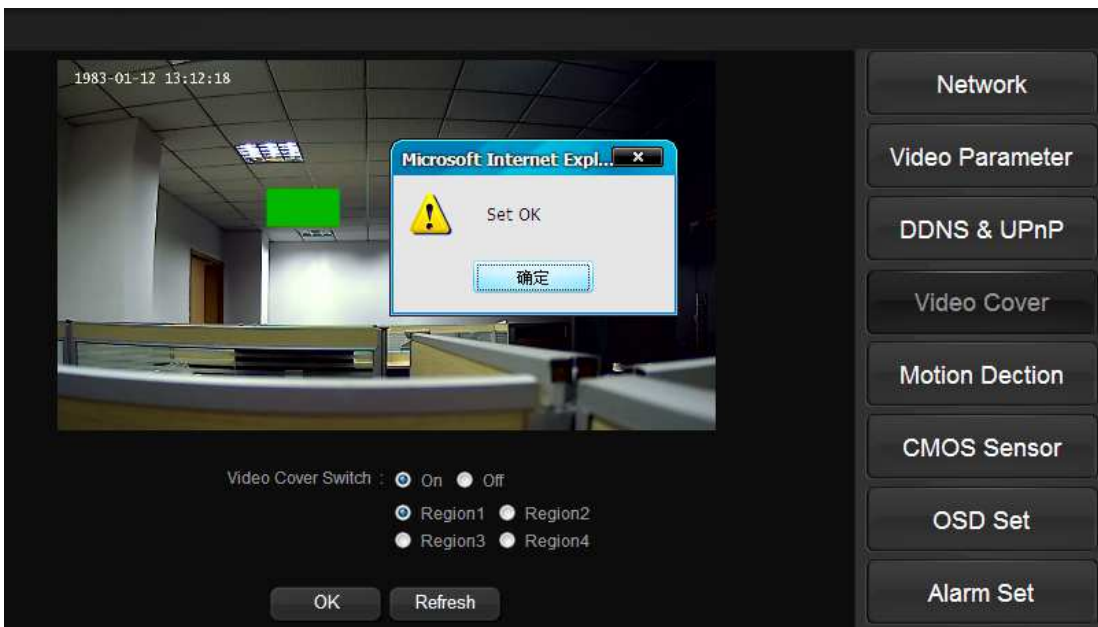 1983-01-12 13:12:18
Microsoft Internet Expl...
Set OK
确定
Video Cover Switch : On Off
Region1 Region2
Region3 Region4
OK Refresh
Network
Video Parameter
DDNS & UPnP
Video Cover
Motion Dection
CMOS Sensor
OSD Set
Alarm Set